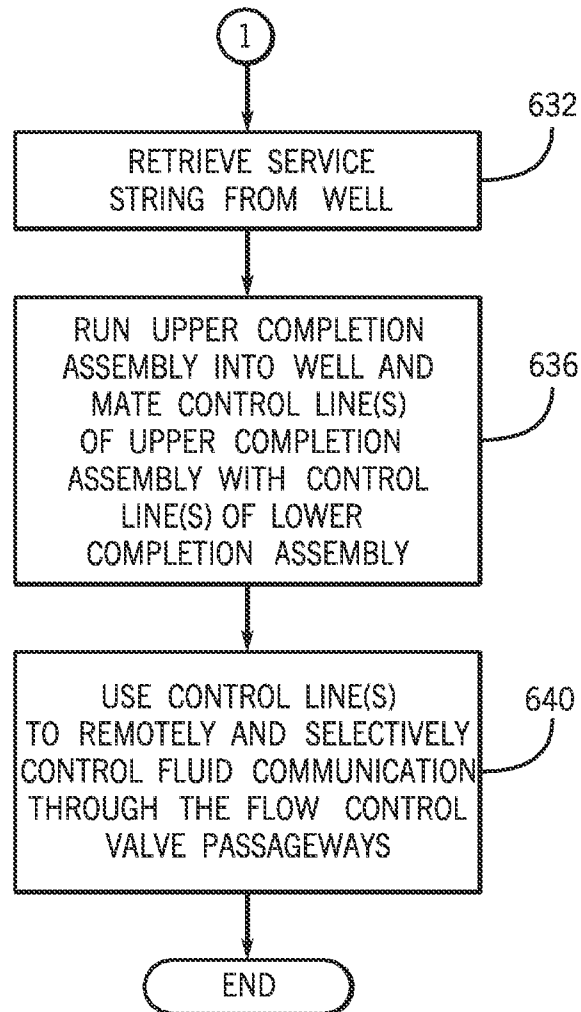 1
632
RETRIEVE SERVICE
STRING FROM WELL
RUN UPPER COMPLETION
ASSEMBLY INTO WELL AND
MATE CONTROL LINE(S)
OF UPPER COMPLETION
ASSEMBLY WITH CONTROL
LINE(S) OF LOWER
COMPLETION ASSEMBLY
636
USE CONTROL LINE(S)
TO REMOTELY AND SELECTIVELY
CONTROL FLUID COMMUNICATION
THROUGH THE FLOW CONTROL
VALVE PASSAGEWAYS
640
END